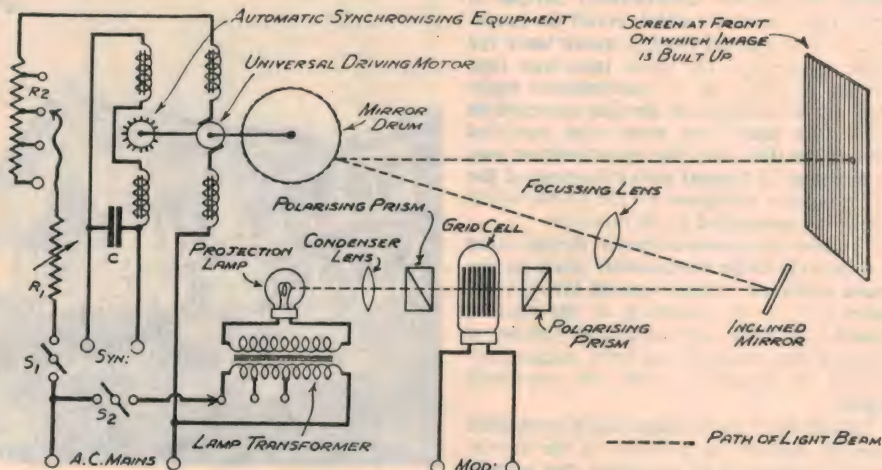 AUTOMATIC SYNCHRONISING EQUIPMENT
SCREEN AT FRONT
ON WHICH IMAGE
IS BUILT UP
UNIVERSAL DRIVING MOTOR
R2
MIRROR
DRUM
FOCUSSING LENS
POLARISING PRISM
GRID CELL
PROJECTION
LAMP
CONDENSER
LENS
C
R1
POLARISING
PRISM
INCLINED
MIRROR
S1
SYN:
S2
LAMP TRANSFORMER
PATH OF LIGHT BEAM
A.C. MAINS
MOD: